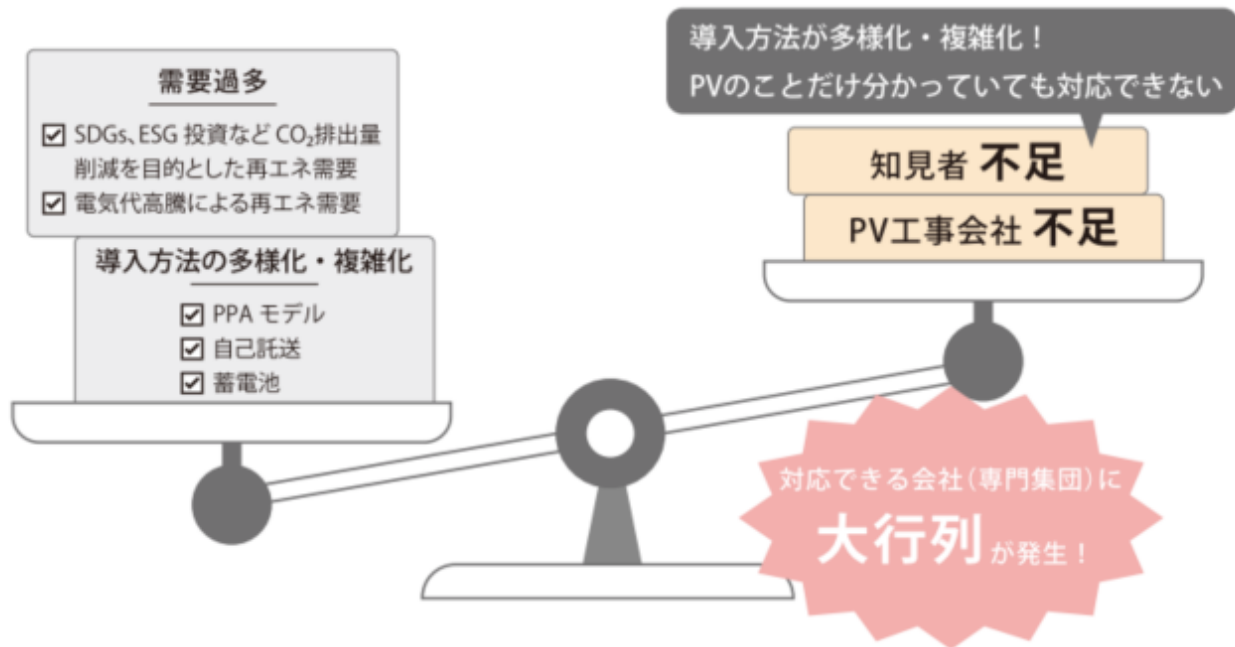 需要過多
SDGs、ESG 投資など CO₂排出量
削減を目的とした再エネ需要
電気代高騰による再エネ需要
導入方法の多様化・複雑化
PPA モデル
自己託送
蓄電池
導入方法が多様化・複雑化！
PVのことだけ分かっていても対応できない
知見者 不足
PV工事会社 不足
対応できる会社（専門集団）に
大行列 が発生！